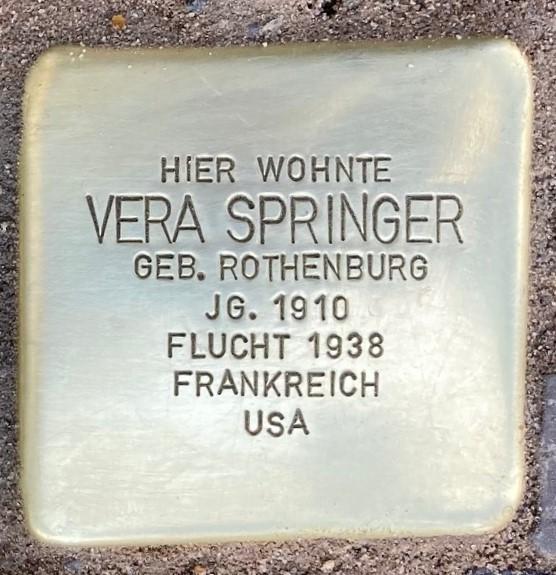 HIER WOHNTE
VERA SPRINGER
GEB. ROTHENBURG
JG. 1910
FLUCHT 1938
FRANKREICH
USA